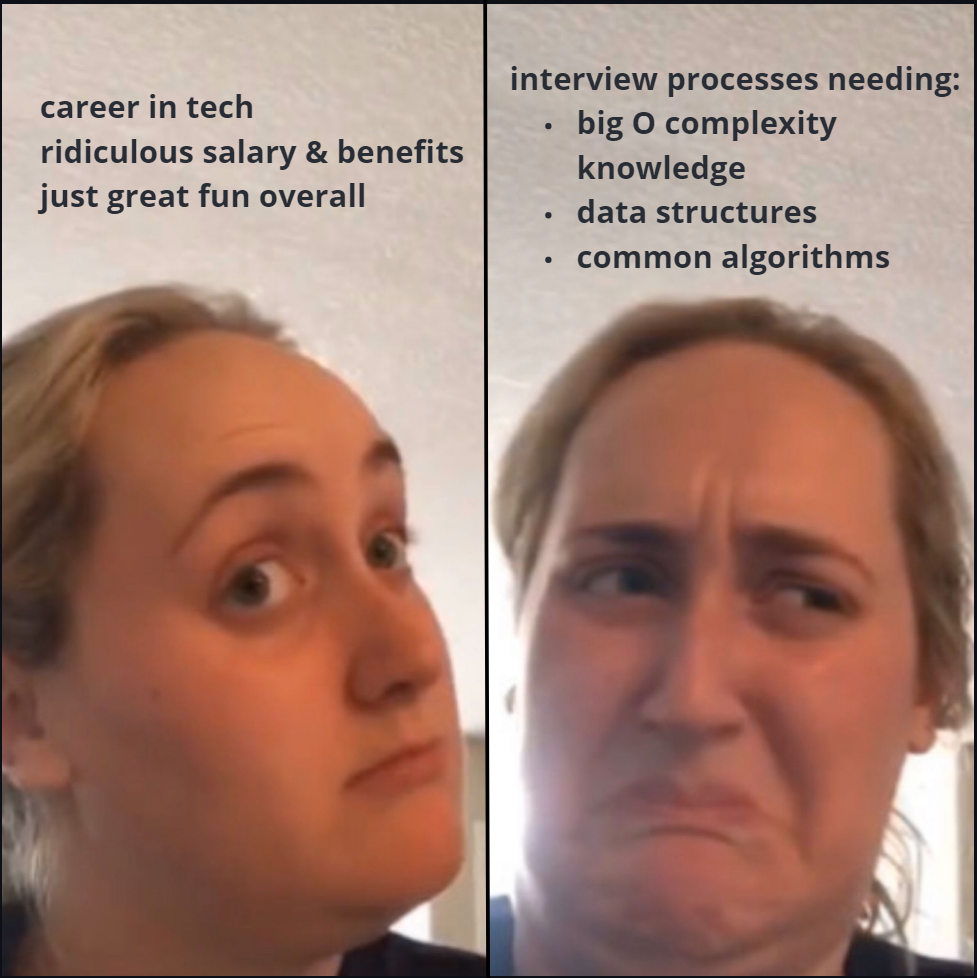 career in tech
ridiculous salary & benefits
just great fun overall
interview processes needing:
• big O complexity
knowledge
• data structures
• common algorithms